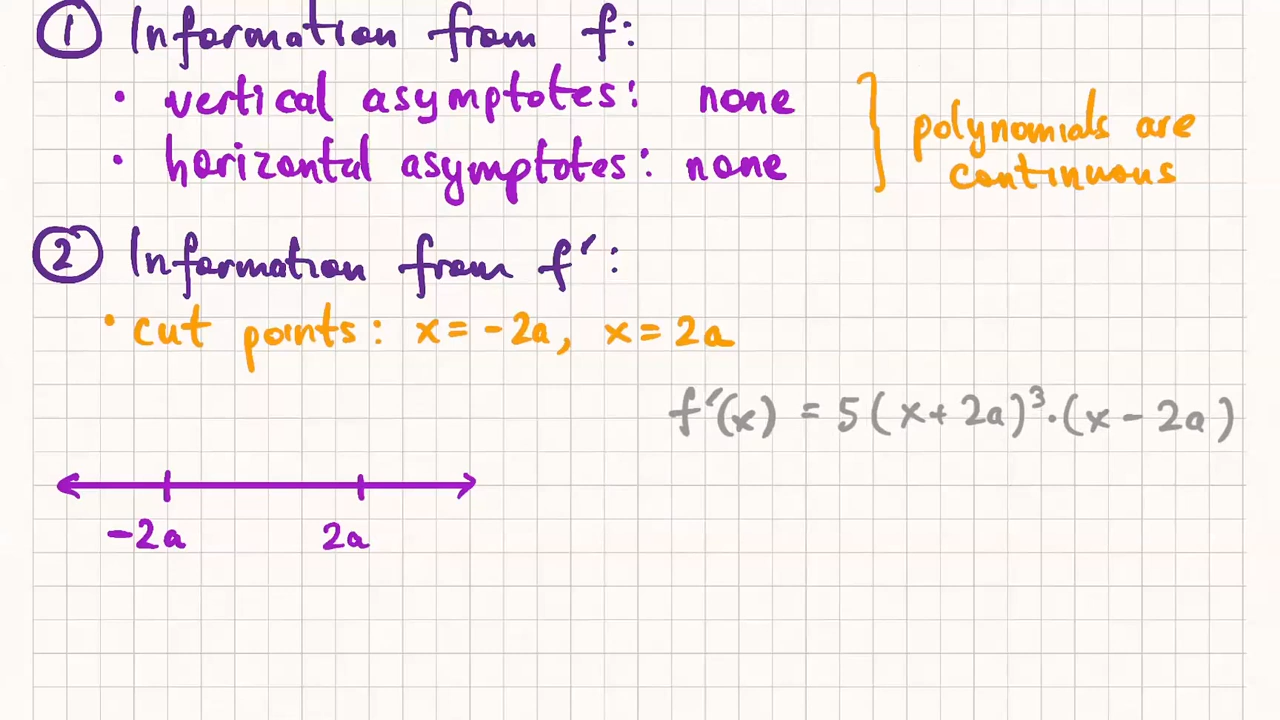 ① Information from f:
• vertical asymptotes: none
• horizontal asymptotes: none
polynomials are
continuous
② Information from f':
• cut points: x = -2a, x = 2a
f'(x) = 5(x+2a)³·(x-2a)
-2a 2a